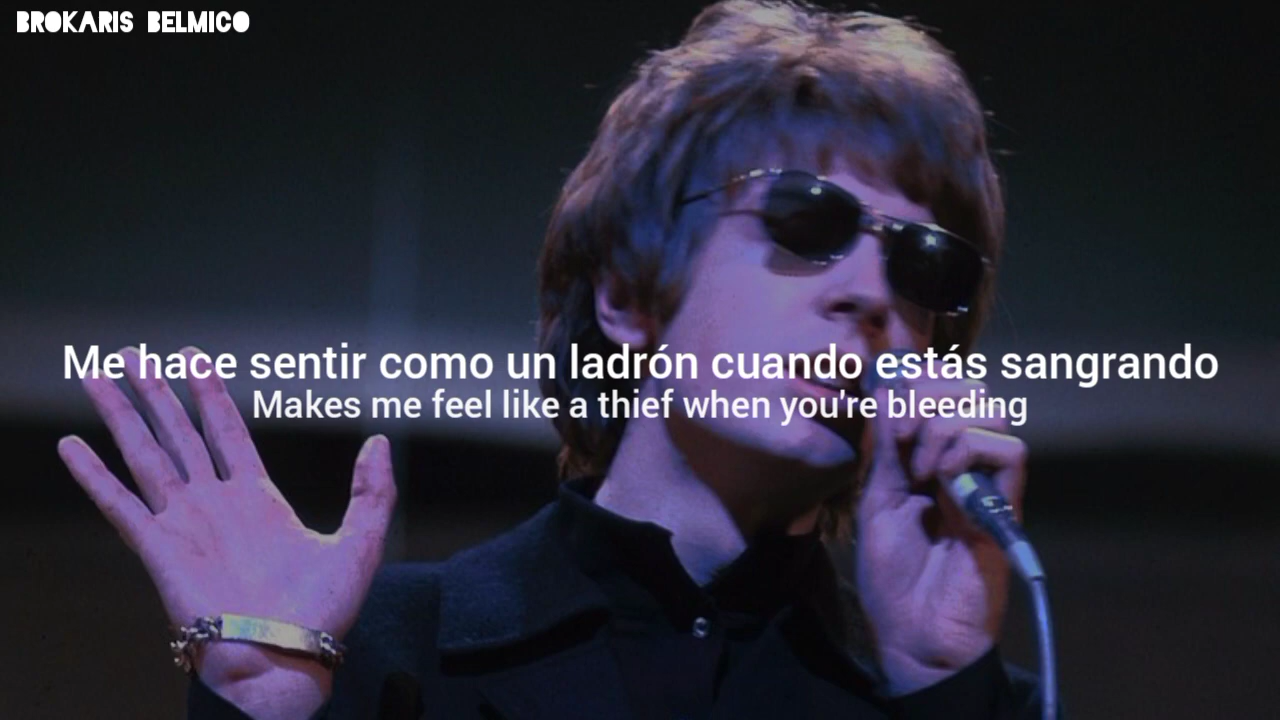 BROKARIS BELMICO
Me hace sentir como un ladrón cuando estás sangrando
Makes me feel like a thief when you're bleeding